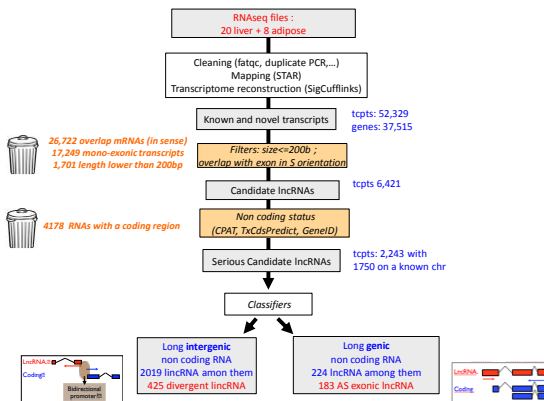 RNAseq files :
20 liver + 8 adipose
Cleaning (fatqc, duplicate PCR,...)
Mapping (STAR)
Transcriptome reconstruction (SigCufflinks)
Known and novel transcripts
tcpts: 52,329
genes: 37,515
26,722 overlap mRNAs (in sense)
17,249 mono-exonic transcripts
1,701 length lower than 200bp
Filters: size<=200b ;
overlap with exon in S orientation
Candidate lncRNAs
tcpts 6,421
4178 RNAs with a coding region
Non coding status
(CPAT, TxCdsPredict, GeneID)
Serious Candidate lncRNAs
tcpts: 2,243 with
1750 on a known chr
Classifiers
Long intergenic
non coding RNA
2019 lncRNA amon them
425 divergent lincRNA
Long genic
non coding RNA
224 lncRNA among them
183 AS exonic lncRNA
LncRNA
Coding
Bidirectional
promoter
LncRNA
Coding